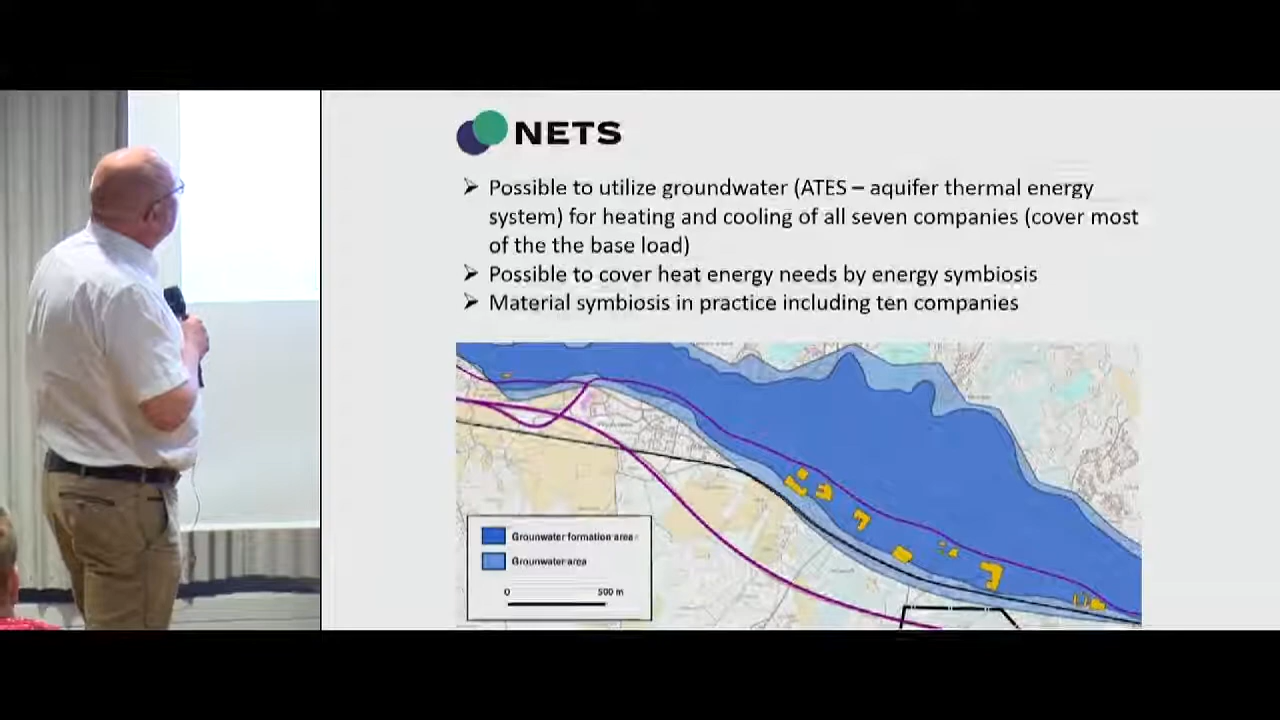 NETS
➢ Possible to utilize groundwater (ATES – aquifer thermal energy
system) for heating and cooling of all seven companies (cover most
of the the base load)
➢ Possible to cover heat energy needs by energy symbiosis
➢ Material symbiosis in practice including ten companies
Grounwater formation area
Grounwater area
0 500 m